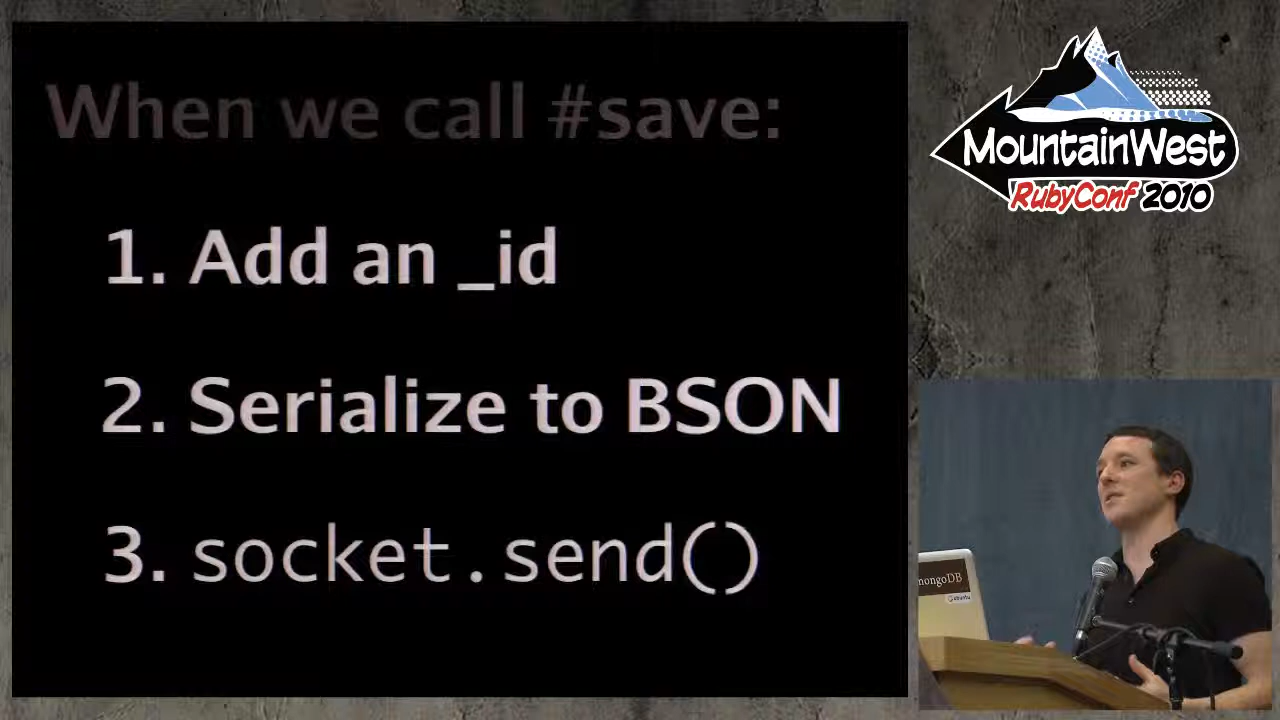 When we call #save:
1. Add an _id
2. Serialize to BSON
3. socket.send()
MountainWest
RubyConf 2010
mongoDB
ubuntu